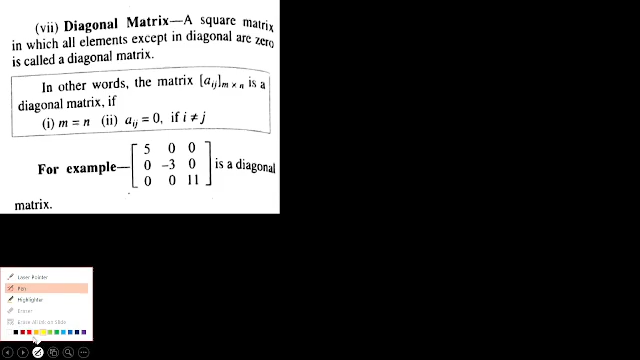 (vii) Diagonal Matrix—A square matrix
in which all elements except in diagonal are zero
is called a diagonal matrix.
In other words, the matrix [aij]m × n is a
diagonal matrix, if
(i) m = n (ii) aij = 0, if i ≠ j
5 0 0
For example— 0 –3 0 is a diagonal
0 0 11
matrix.
Laser Pointer
Pen
Highlighter
Eraser
Erase All Ink on Slide